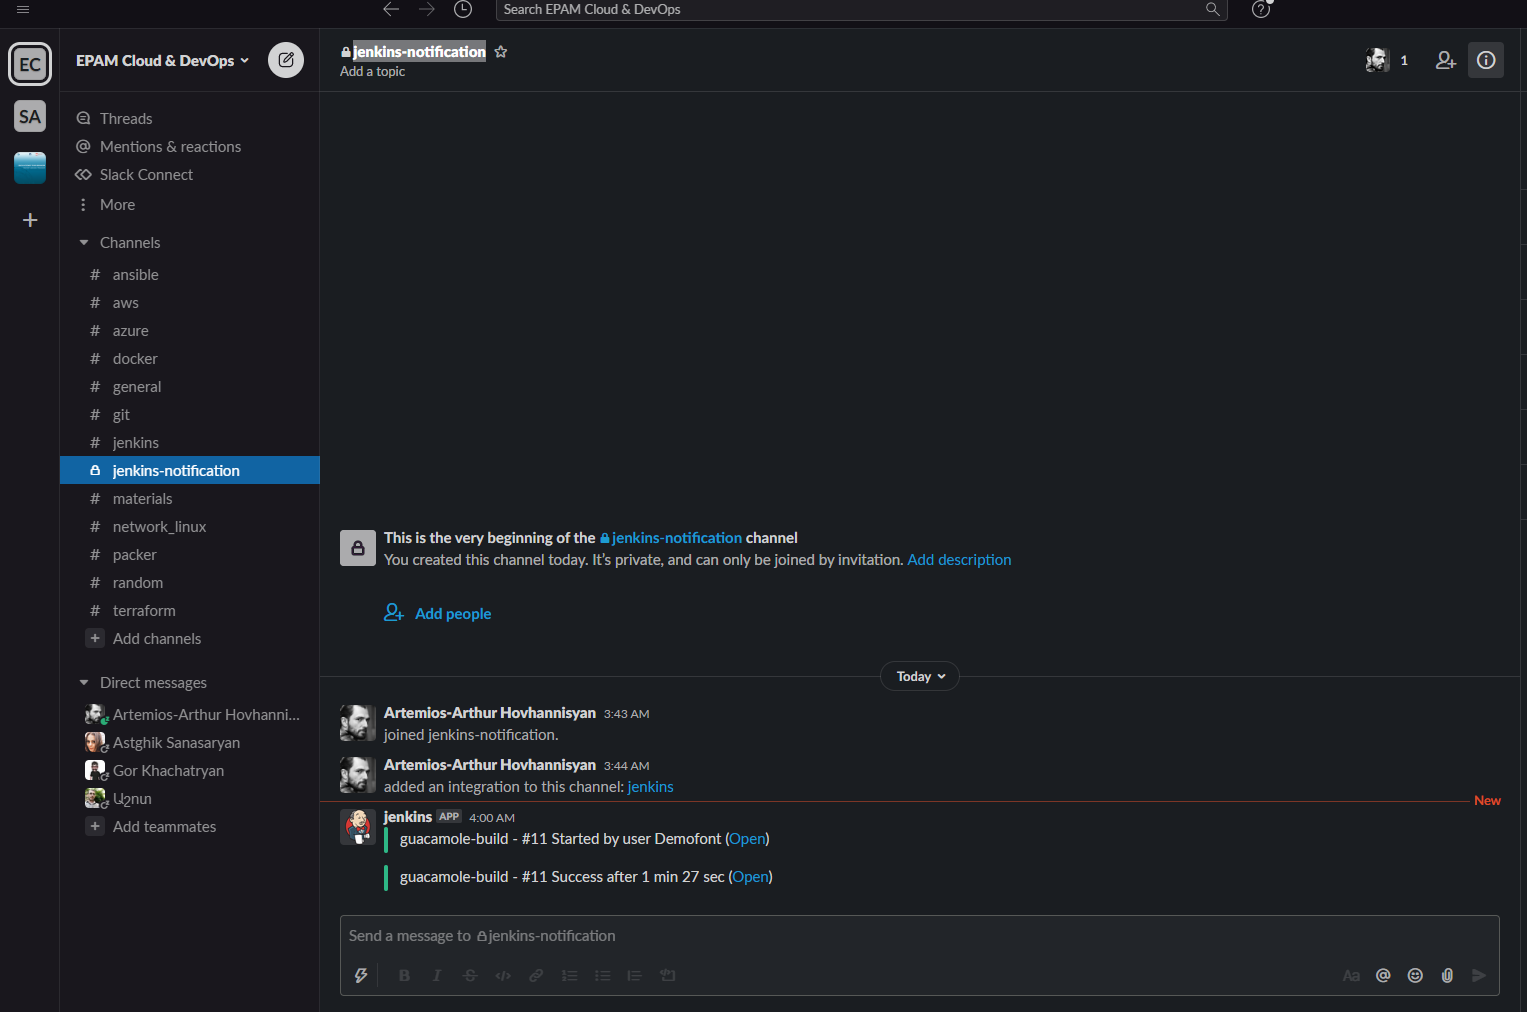 Search EPAM Cloud & DevOps
EC
SA
EPAM Cloud & DevOps
Threads
Mentions & reactions
Slack Connect
More
Channels
# ansible
# aws
# azure
# docker
# general
# git
# jenkins
jenkins-notification
# materials
# network_linux
# packer
# random
# terraform
+ Add channels
Direct messages
Artemios-Arthur Hovhanni...
Astghik Sanasaryan
Gor Khachatryan
Աշոտ
+ Add teammates
jenkins-notification
Add a topic
1
This is the very beginning of the jenkins-notification channel
You created this channel today. It’s private, and can only be joined by invitation. Add description
Add people
Today
Artemios-Arthur Hovhannisyan 3:43 AM
joined jenkins-notification.
Artemios-Arthur Hovhannisyan 3:44 AM
added an integration to this channel: jenkins
New
jenkins APP 4:00 AM
guacamole-build - #11 Started by user Demofont (Open)
guacamole-build - #11 Success after 1 min 27 sec (Open)
Send a message to jenkins-notification
B I S </> Aa @